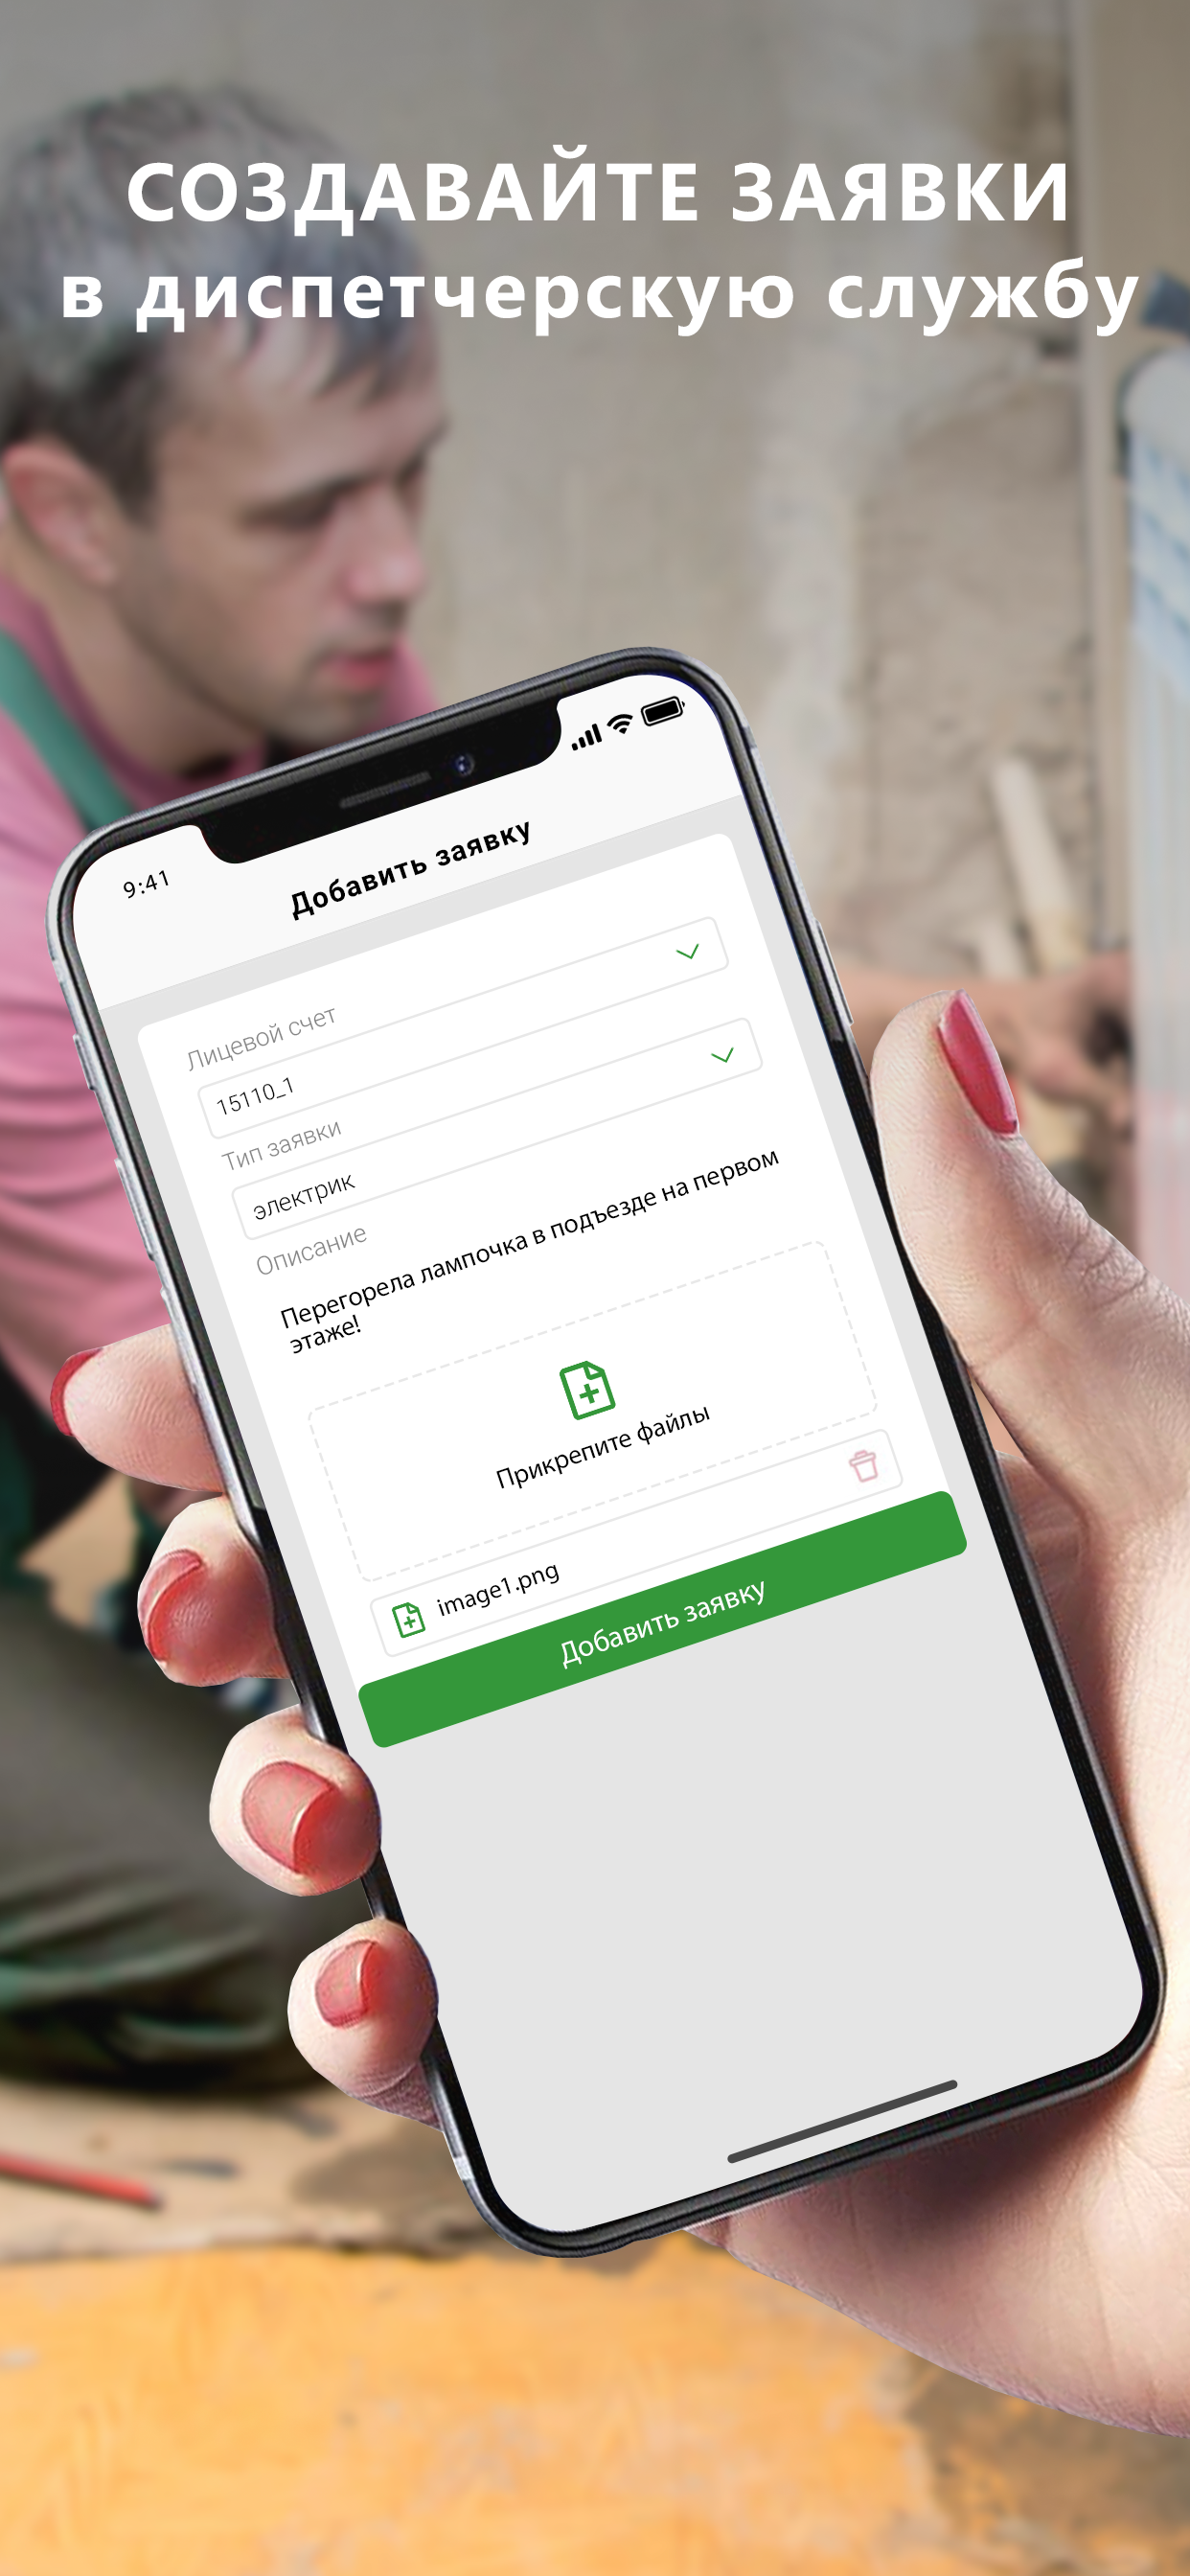 СОЗДАВАЙТЕ ЗАЯВКИ
в диспетчерскую службу
9:41
Добавить заявку
Лицевой счет
15110_1
Тип заявки
электрик
Описание
Перегорела лампочка в подъезде на первом
этаже!
Прикрепите файлы
image1.png
Добавить заявку